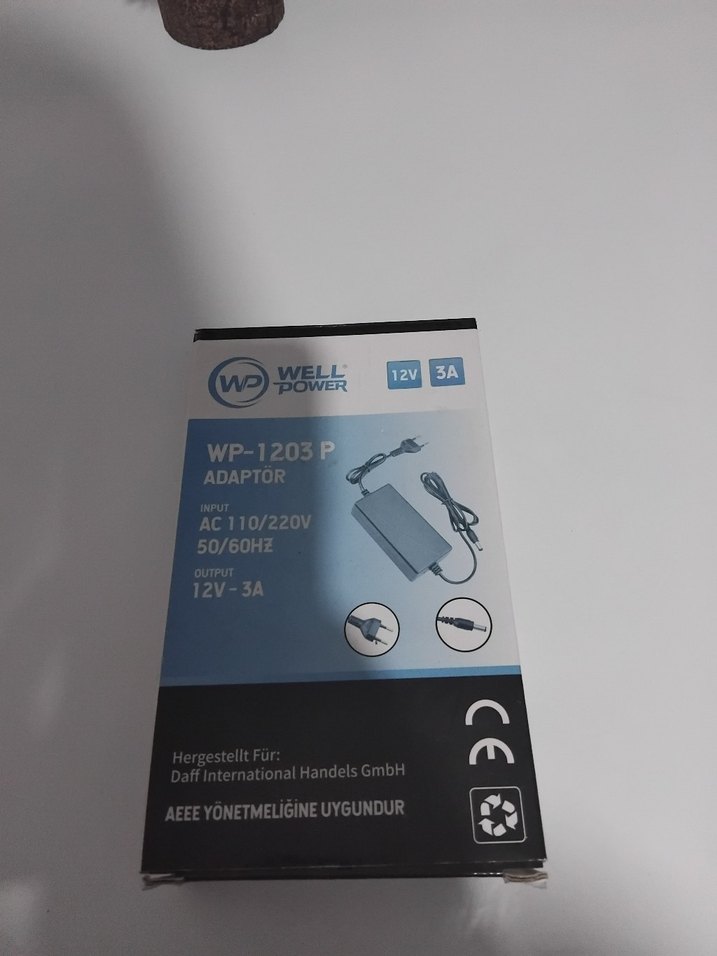 WP
WELL
POWER
12V
3A
WP-1203 P
ADAPTÖR
INPUT
AC 110/220V
50/60HZ
OUTPUT
12V - 3A
CE
Hergestellt Für:
Daff International Handels GmbH
AEEE YÖNETMELİĞİNE UYGUNDUR